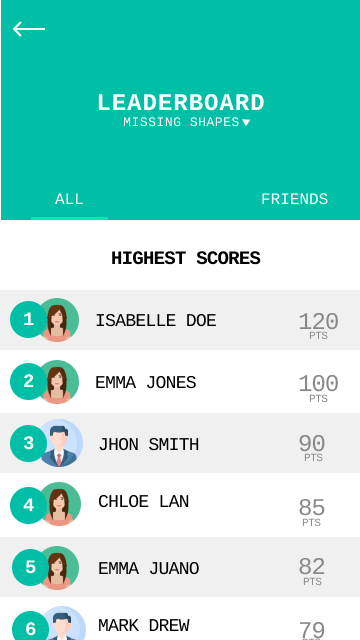 LEADERBOARD
MISSING SHAPES
ALL FRIENDS
HIGHEST SCORES
1 ISABELLE DOE 120
PTS
2 EMMA JONES 100
PTS
3 JHON SMITH 90
PTS
4 CHLOE LAN 85
PTS
5 EMMA JUANO 82
PTS
6 MARK DREW 79